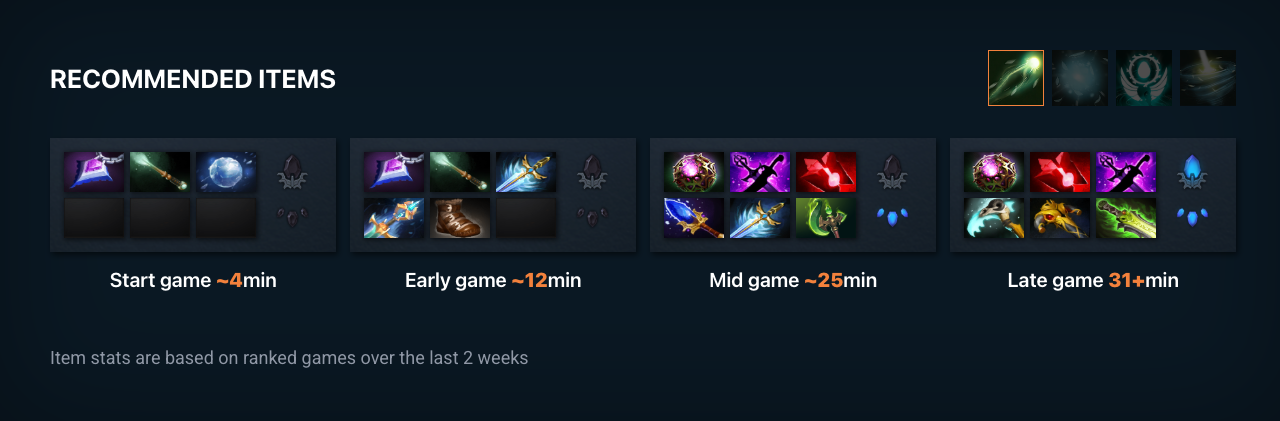 RECOMMENDED ITEMS
Start game ~4min
Early game ~12min
Mid game ~25min
Late game 31+min
Item stats are based on ranked games over the last 2 weeks